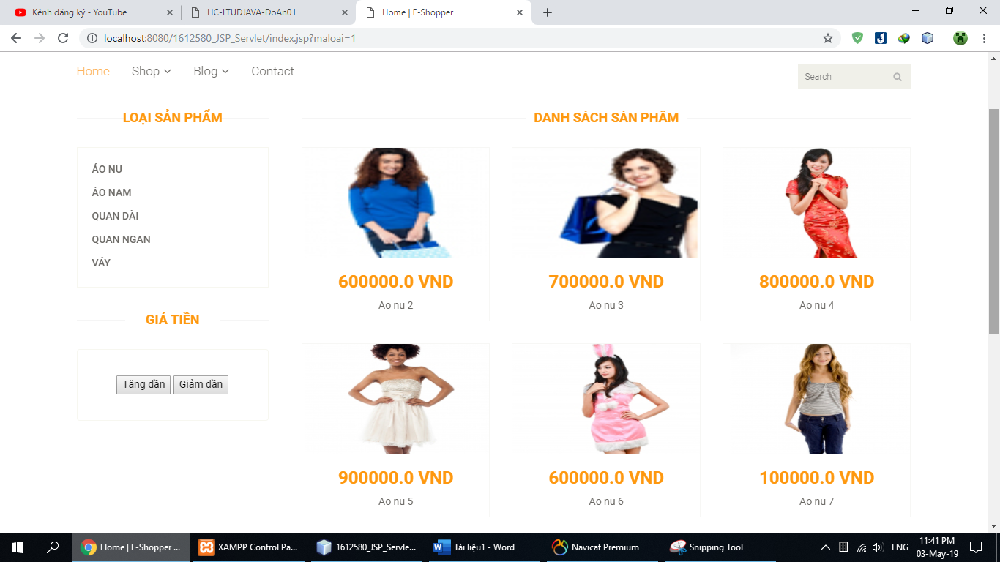 Kênh đăng ký - YouTube
HC-LTUDJAVA-DoAn01
Home | E-Shopper
localhost:8080/1612580_JSP_Servlet/index.jsp?maloai=1
Home Shop Blog Contact
Search
LOẠI SẢN PHẨM
DANH SÁCH SẢN PHẨM
ÁO NU
ÁO NAM
QUAN DÀI
QUAN NGAN
VÁY
GIÁ TIỀN
Tăng dần Giảm dần
600000.0 VND
Ao nu 2
700000.0 VND
Ao nu 3
800000.0 VND
Ao nu 4
900000.0 VND
Ao nu 5
600000.0 VND
Ao nu 6
100000.0 VND
Ao nu 7
Home | E-Shopper ...
XAMPP Control Pa...
1612580_JSP_Servle...
Tài liệu1 - Word
Navicat Premium
Snipping Tool
ENG
11:41 PM
03-May-19